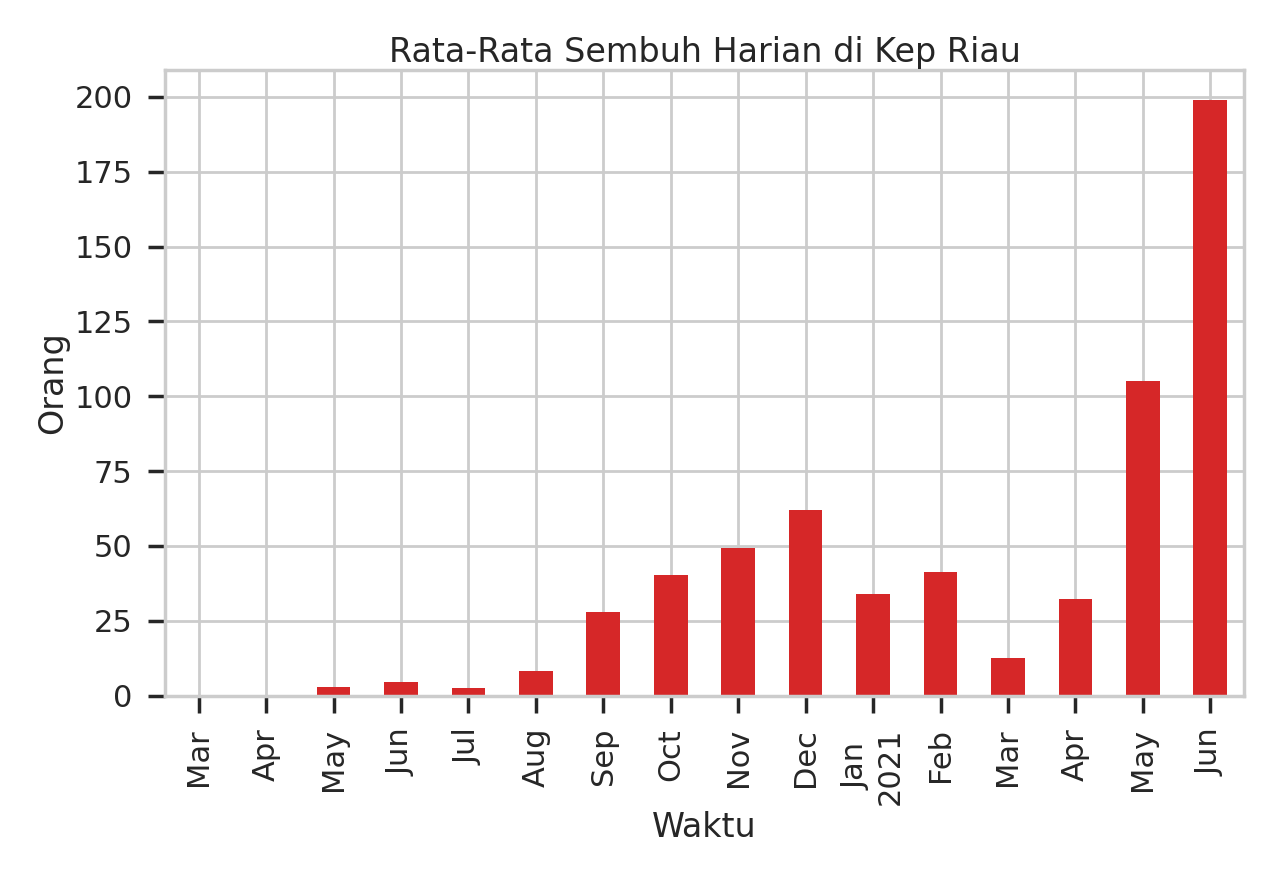 Rata-Rata Sembuh Harian di Kep Riau
Orang
200
175
150
125
100
75
50
25
0
Mar
Apr
May
Jun
Jul
Aug
Sep
Oct
Nov
Dec
Jan
2021
Feb
Mar
Apr
May
Jun
Waktu